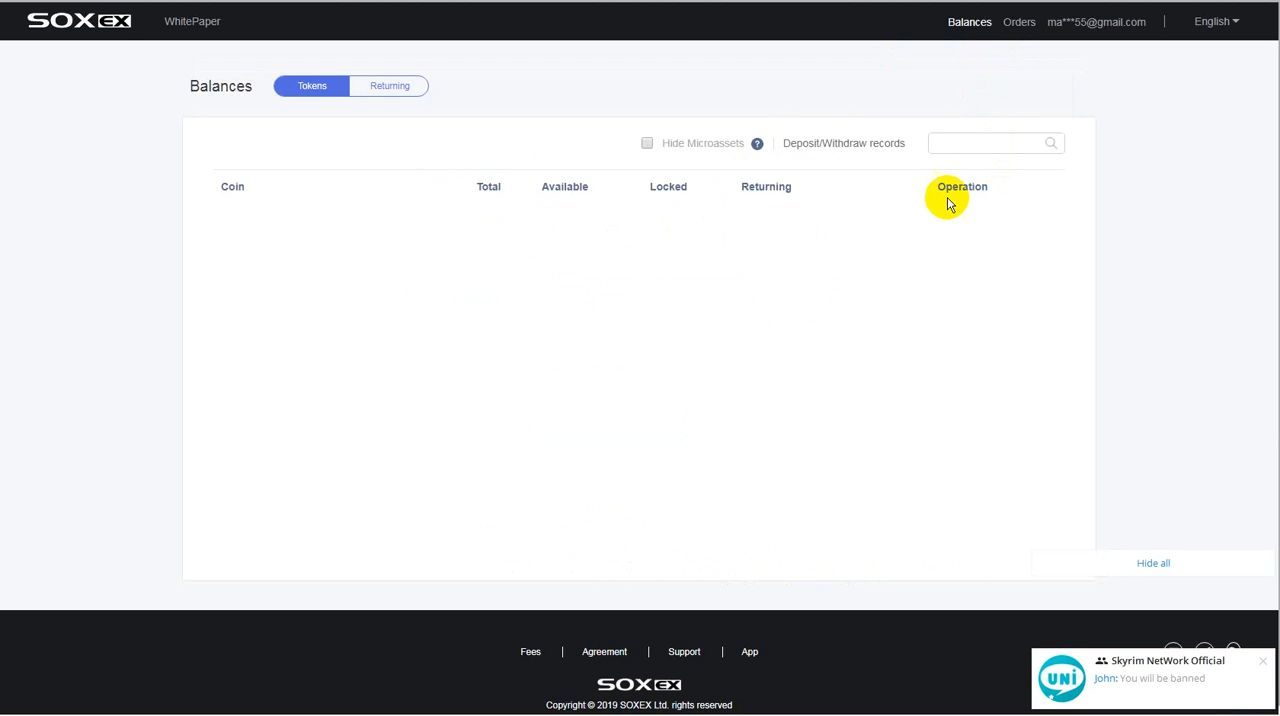 SOXEX WhitePaper Balances Orders ma***55@gmail.com English
Balances Tokens Returning
Hide Microassets ? Deposit/Withdraw records
Coin Total Available Locked Returning Operation
Hide all
Fees Agreement Support App
SOXEX
Copyright © 2019 SOXEX Ltd. rights reserved
UNI
Skyrim NetWork Official
John: You will be banned